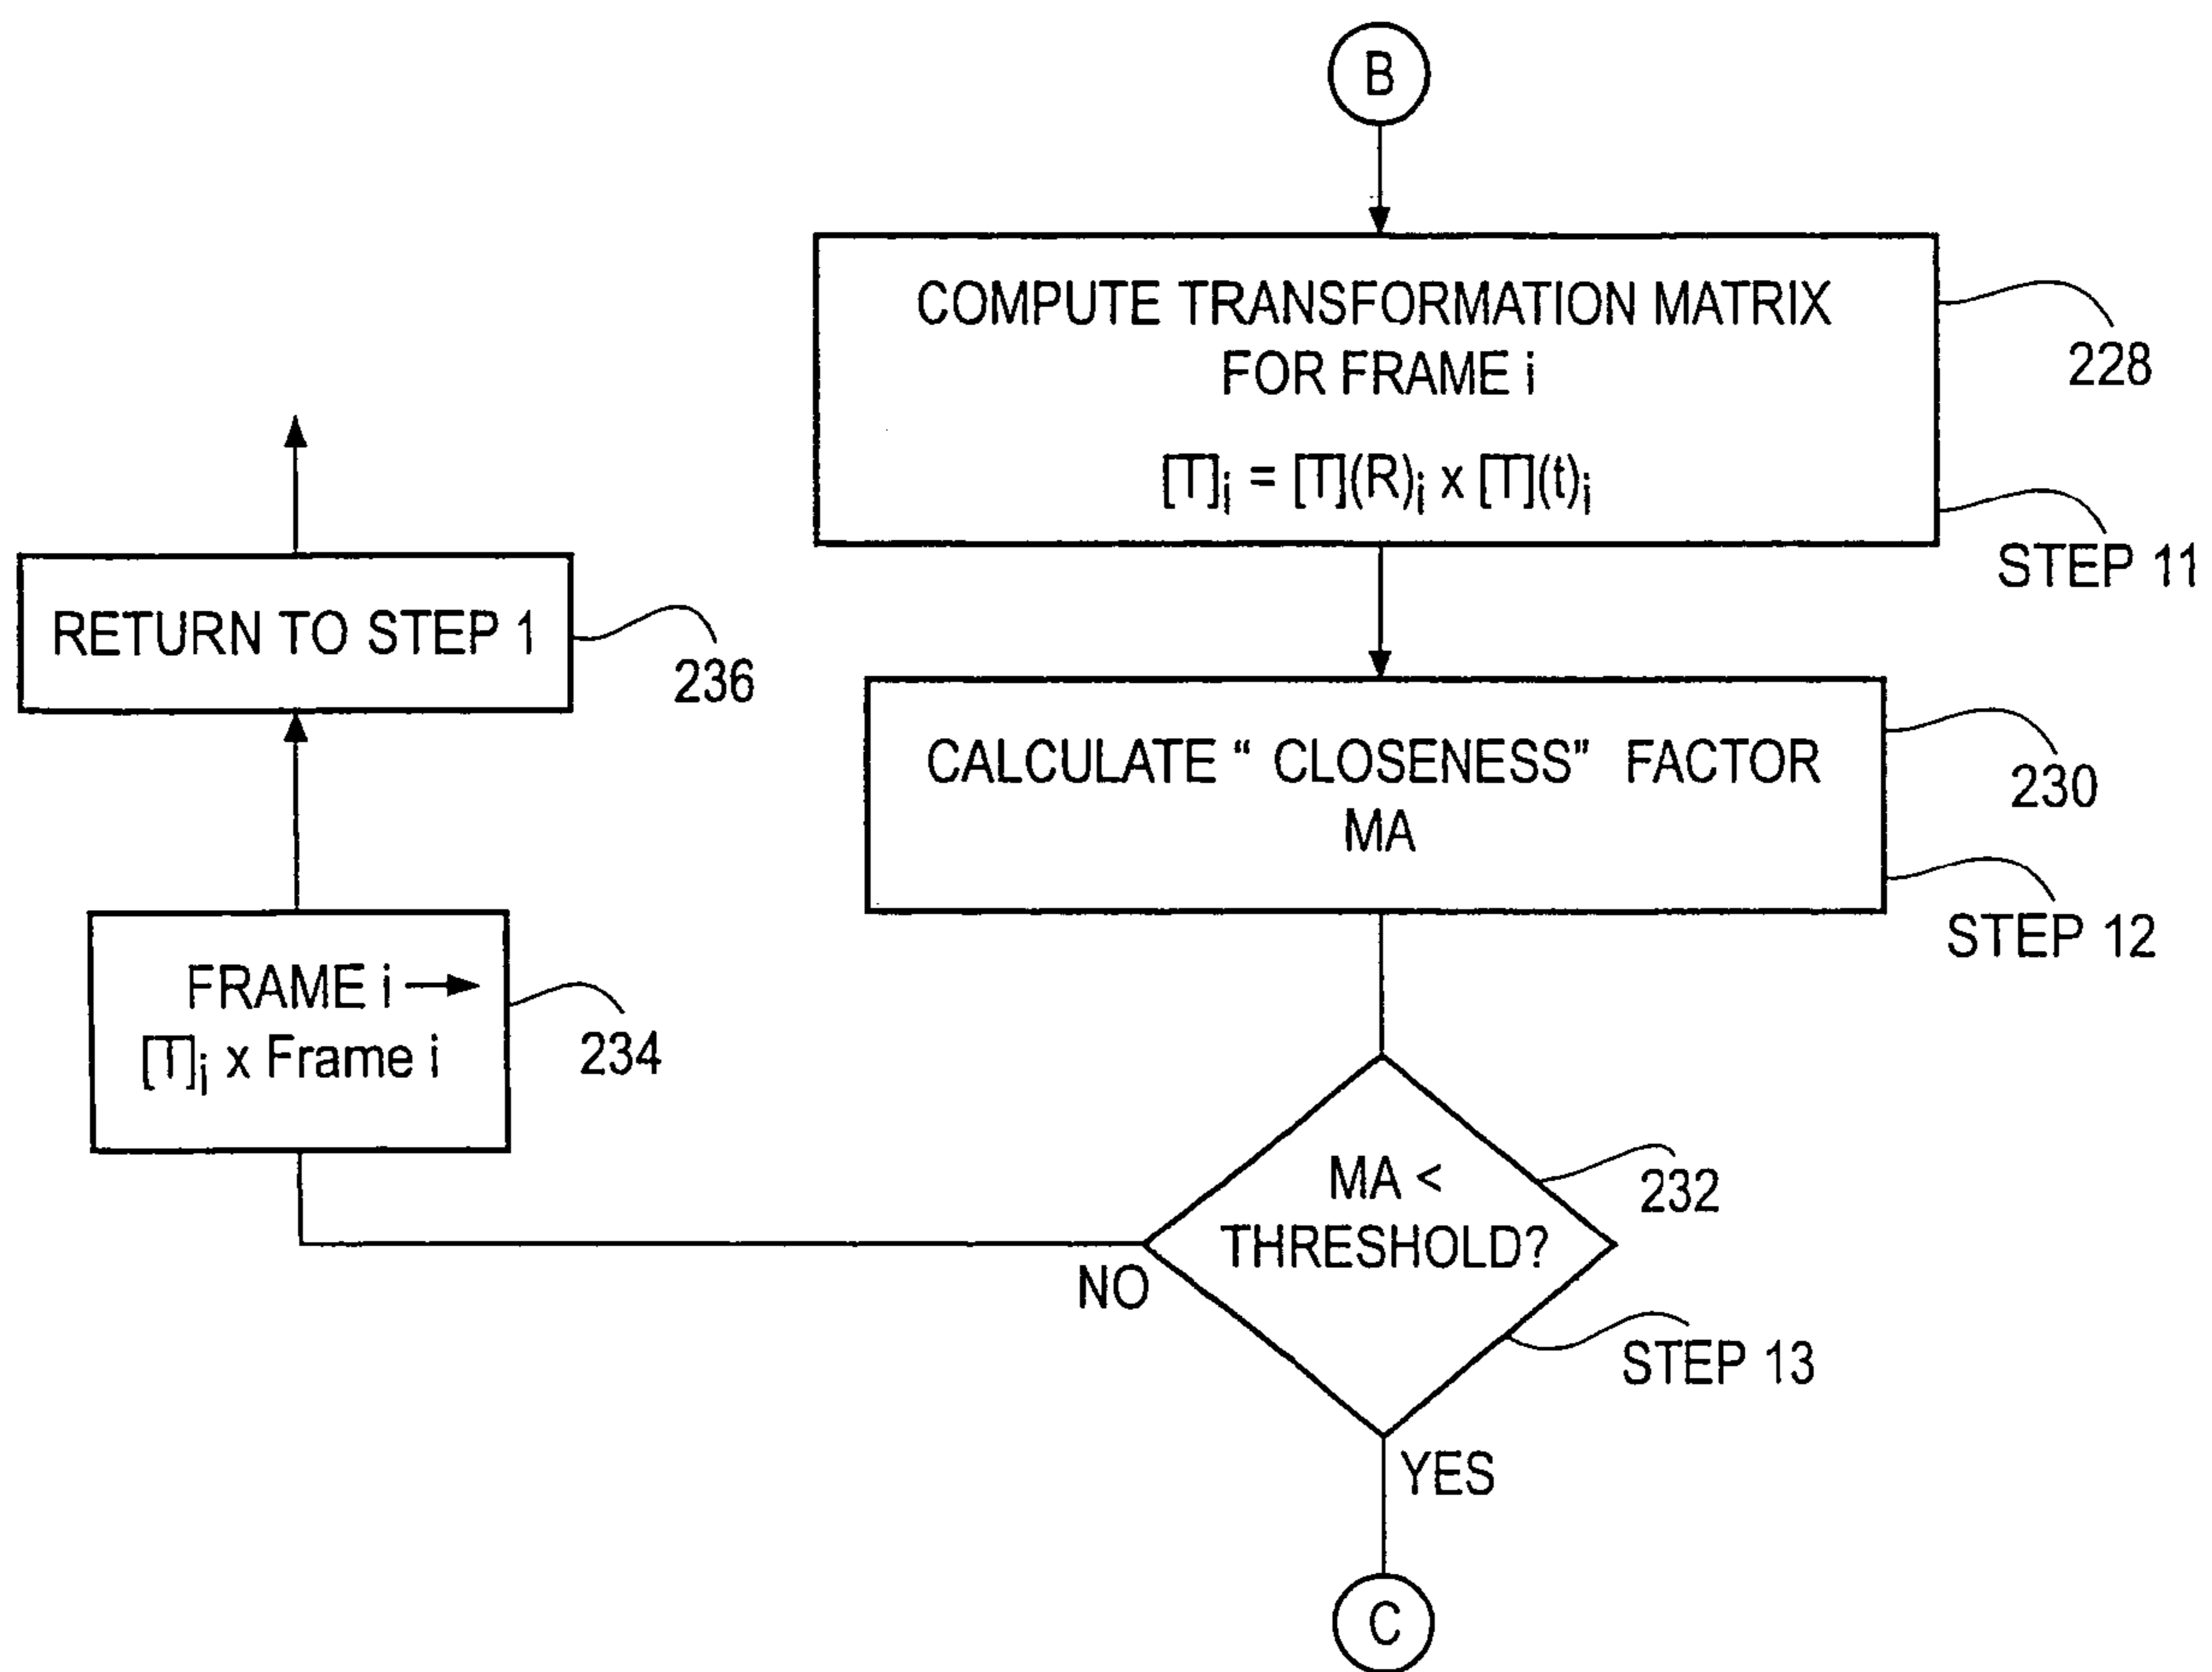 B
COMPUTE TRANSFORMATION MATRIX
FOR FRAME i
[T]i = [T](R)i x [T](t)i
228
STEP 11
RETURN TO STEP 1
236
CALCULATE “ CLOSENESS” FACTOR
MA
230
STEP 12
FRAME i →
[T]i x Frame i
234
MA <
THRESHOLD?
232
NO
STEP 13
YES
C